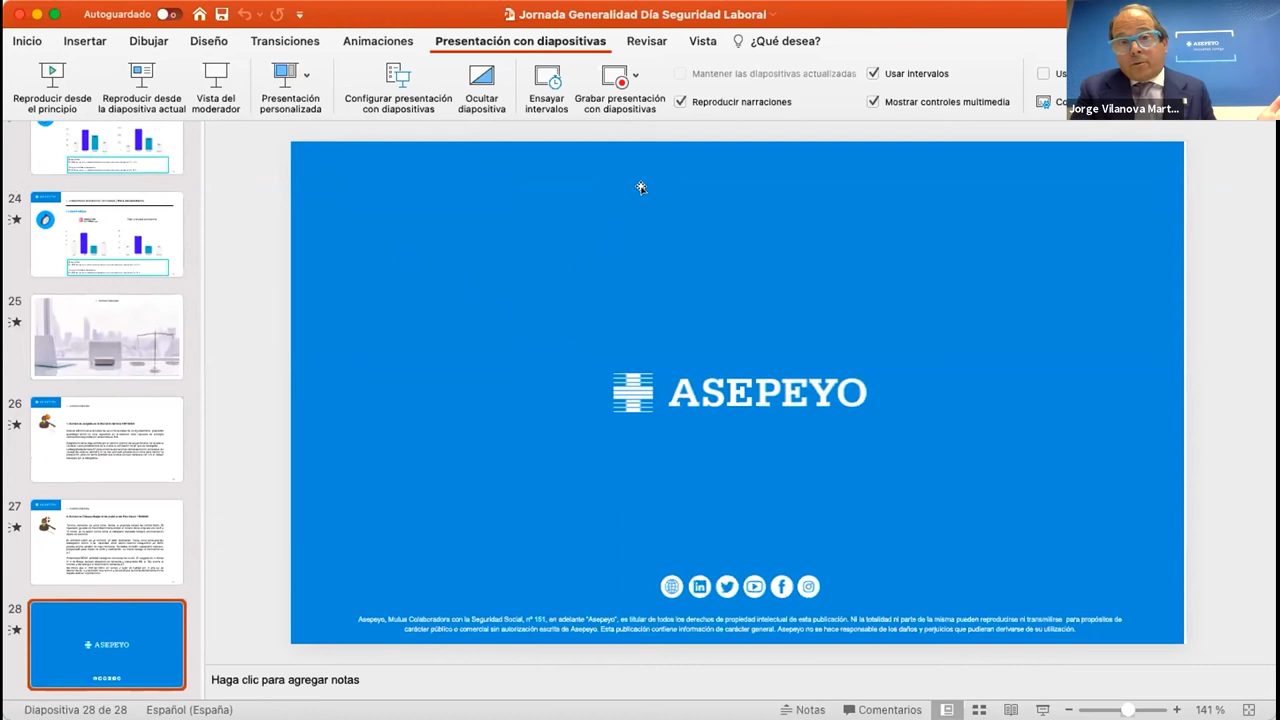 Autoguardado
Jornada Generalidad Día Seguridad Laboral
Inicio
Insertar
Dibujar
Diseño
Transiciones
Animaciones
Presentación con diapositivas
Revisar
Vista
¿Qué desea?
Reproducir desde el principio
Reproducir desde la diapositiva actual
Vista del moderador
Presentación personalizada
Configurar presentación con diapositivas
Ocultar diapositiva
Ensayar intervalos
Grabar presentación con diapositivas
Mantener las diapositivas actualizadas
Reproducir narraciones
Usar intervalos
Mostrar controles multimedia
ASEPEYO
Jorge Vilanova Mart...
24
25
26
27
28
ASEPEYO
ASEPEYO
Asepeyo, Mutua Colaboradora con la Seguridad Social, nº 151, en adelante "Asepeyo", es titular de todos los derechos de propiedad intelectual de esta publicación. Ni la totalidad ni parte de la misma pueden reproducirse ni transmitirse para propósitos de
carácter público o comercial sin autorización escrita de Asepeyo. Esta publicación contiene información de carácter general. Asepeyo no se hace responsable de los daños y perjuicios que pudieran derivarse de su utilización.
Haga clic para agregar notas
Diapositiva 28 de 28
Español (España)
Notas
Comentarios
141 %